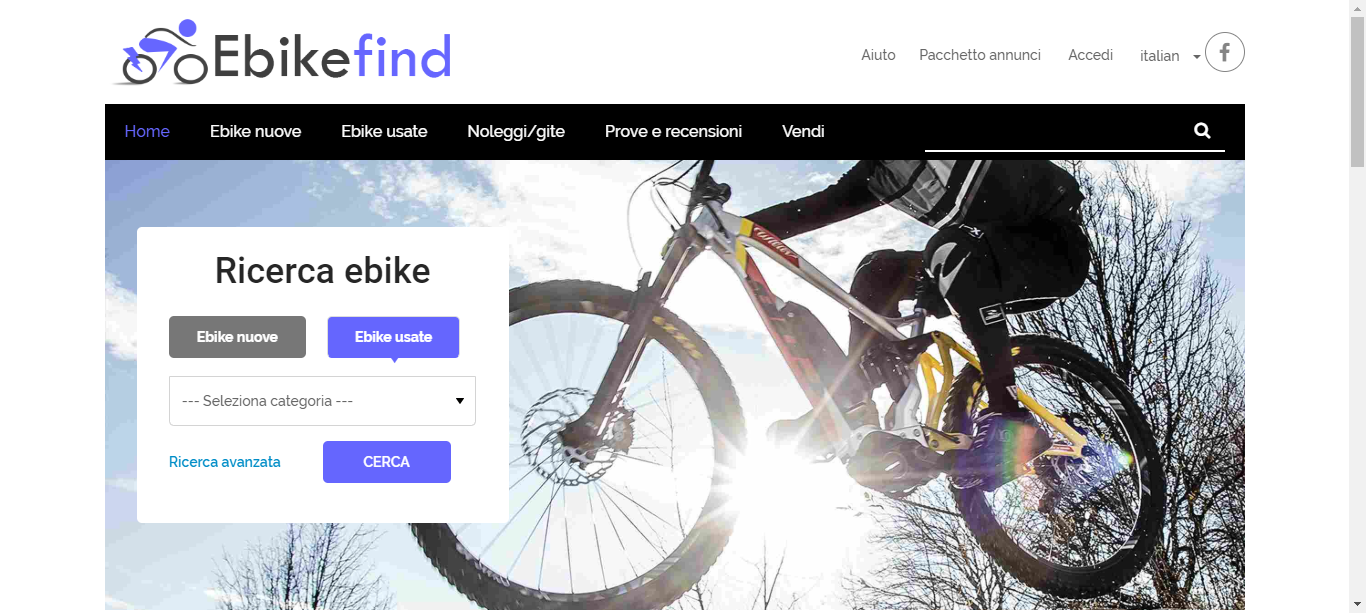 Ebikefind
Aiuto Pacchetto annunci Accedi italian
Home Ebike nuove Ebike usate Noleggi/gite Prove e recensioni Vendi
Ricerca ebike
Ebike nuove Ebike usate
--- Seleziona categoria ---
Ricerca avanzata CERCA